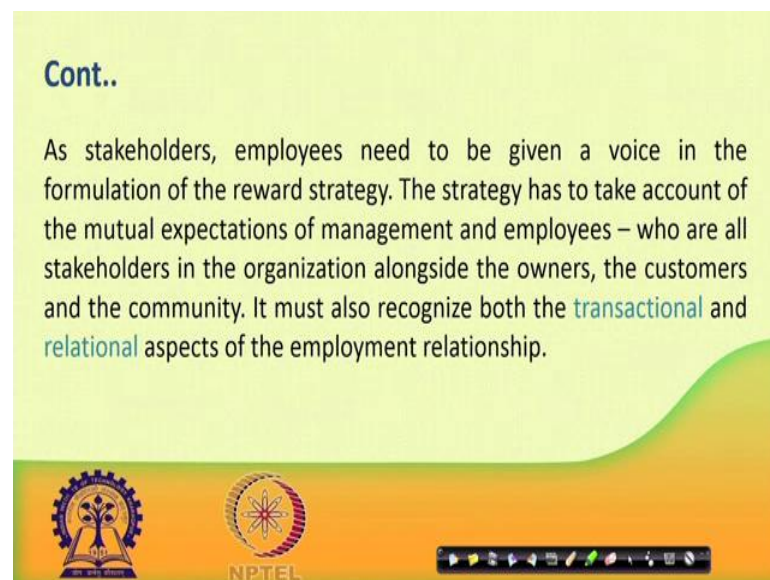 Cont..
As stakeholders, employees need to be given a voice in the
formulation of the reward strategy. The strategy has to take account of
the mutual expectations of management and employees – who are all
stakeholders in the organization alongside the owners, the customers
and the community. It must also recognize both the transactional and
relational aspects of the employment relationship.
NPTEL